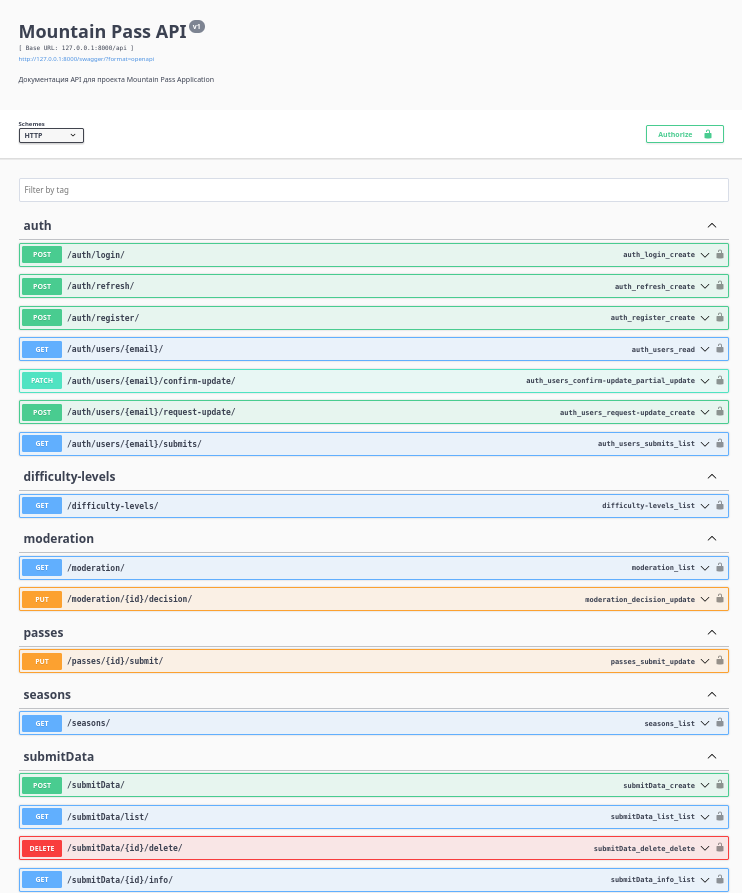 Mountain Pass API v1
[ Base URL: 127.0.0.1:8000/api ]
http://127.0.0.1:8000/swagger/?format=openapi
Документация API для проекта Mountain Pass Application
Schemes
HTTP
Authorize
Filter by tag
auth
POST /auth/login/ auth_login_create
POST /auth/refresh/ auth_refresh_create
POST /auth/register/ auth_register_create
GET /auth/users/{email}/ auth_users_read
PATCH /auth/users/{email}/confirm-update/ auth_users_confirm-update_partial_update
POST /auth/users/{email}/request-update/ auth_users_request-update_create
GET /auth/users/{email}/submits/ auth_users_submits_list
difficulty-levels
GET /difficulty-levels/ difficulty-levels_list
moderation
GET /moderation/ moderation_list
PUT /moderation/{id}/decision/ moderation_decision_update
passes
PUT /passes/{id}/submit/ passes_submit_update
seasons
GET /seasons/ seasons_list
submitData
POST /submitData/ submitData_create
GET /submitData/list/ submitData_list_list
DELETE /submitData/{id}/delete/ submitData_delete_delete
GET /submitData/{id}/info/ submitData_info_list